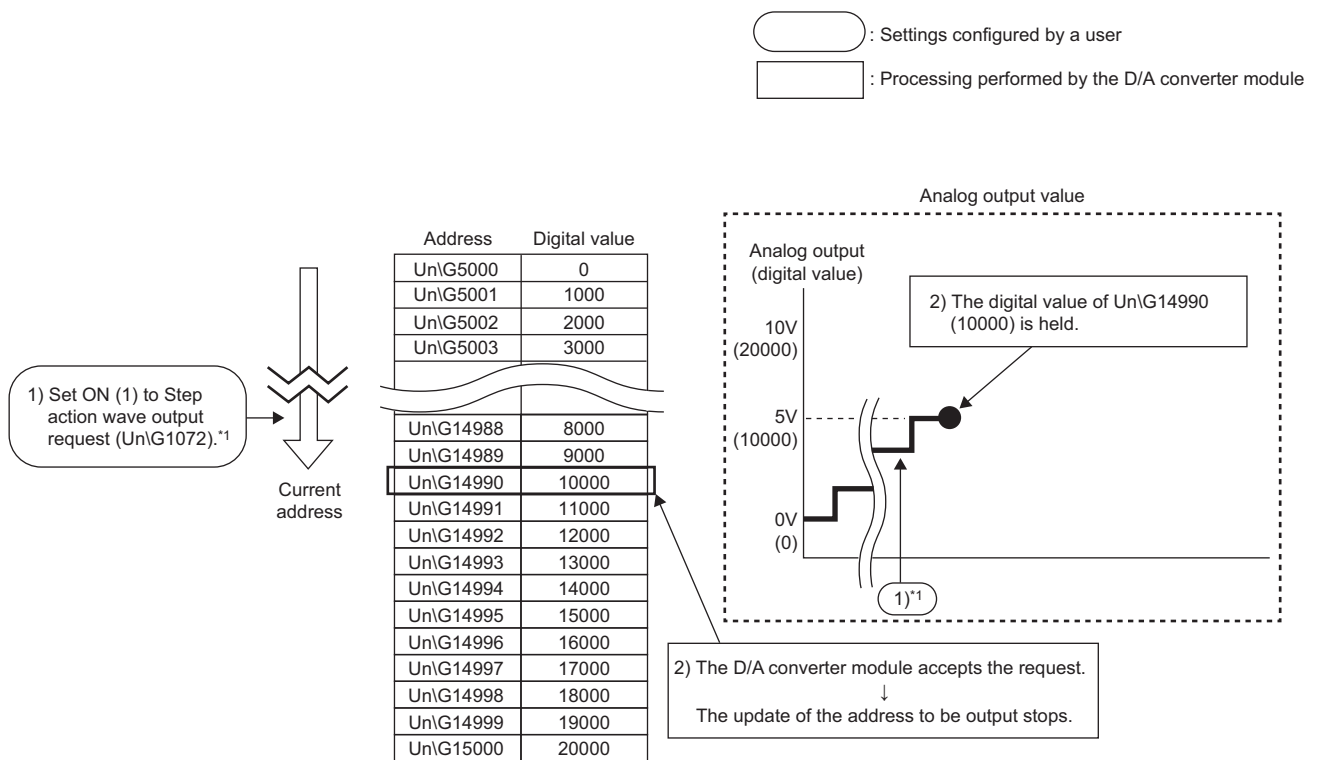 : Settings configured by a user
: Processing performed by the D/A converter module
Analog output value
Address Digital value
Un\G5000 0
Un\G5001 1000
Un\G5002 2000
Un\G5003 3000
Un\G14988 8000
Un\G14989 9000
Un\G14990 10000
Un\G14991 11000
Un\G14992 12000
Un\G14993 13000
Un\G14994 14000
Un\G14995 15000
Un\G14996 16000
Un\G14997 17000
Un\G14998 18000
Un\G14999 19000
Un\G15000 20000
1) Set ON (1) to Step
action wave output
request (Un\G1072).*1
Current
address
Analog output
(digital value)
10V
(20000)
5V
(10000)
0V
(0)
2) The digital value of Un\G14990
(10000) is held.
1)*1
2) The D/A converter module accepts the request.
↓
The update of the address to be output stops.